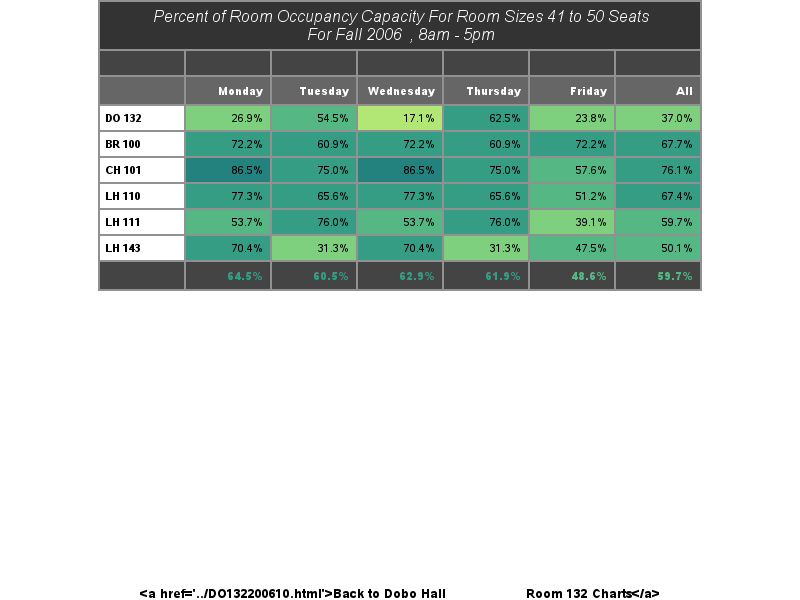 Percent of Room Occupancy Capacity For Room Sizes 41 to 50 Seats
For Fall 2006 , 8am - 5pm
Monday Tuesday Wednesday Thursday Friday All
DO 132 26.9% 54.5% 17.1% 62.5% 23.8% 37.0%
BR 100 72.2% 60.9% 72.2% 60.9% 72.2% 67.7%
CH 101 86.5% 75.0% 86.5% 75.0% 57.6% 76.1%
LH 110 77.3% 65.6% 77.3% 65.6% 51.2% 67.4%
LH 111 53.7% 76.0% 53.7% 76.0% 39.1% 59.7%
LH 143 70.4% 31.3% 70.4% 31.3% 47.5% 50.1%
64.5% 60.5% 62.9% 61.9% 48.6% 59.7%
<a href='../DO132200610.html'>Back to Dobo Hall Room 132 Charts</a>